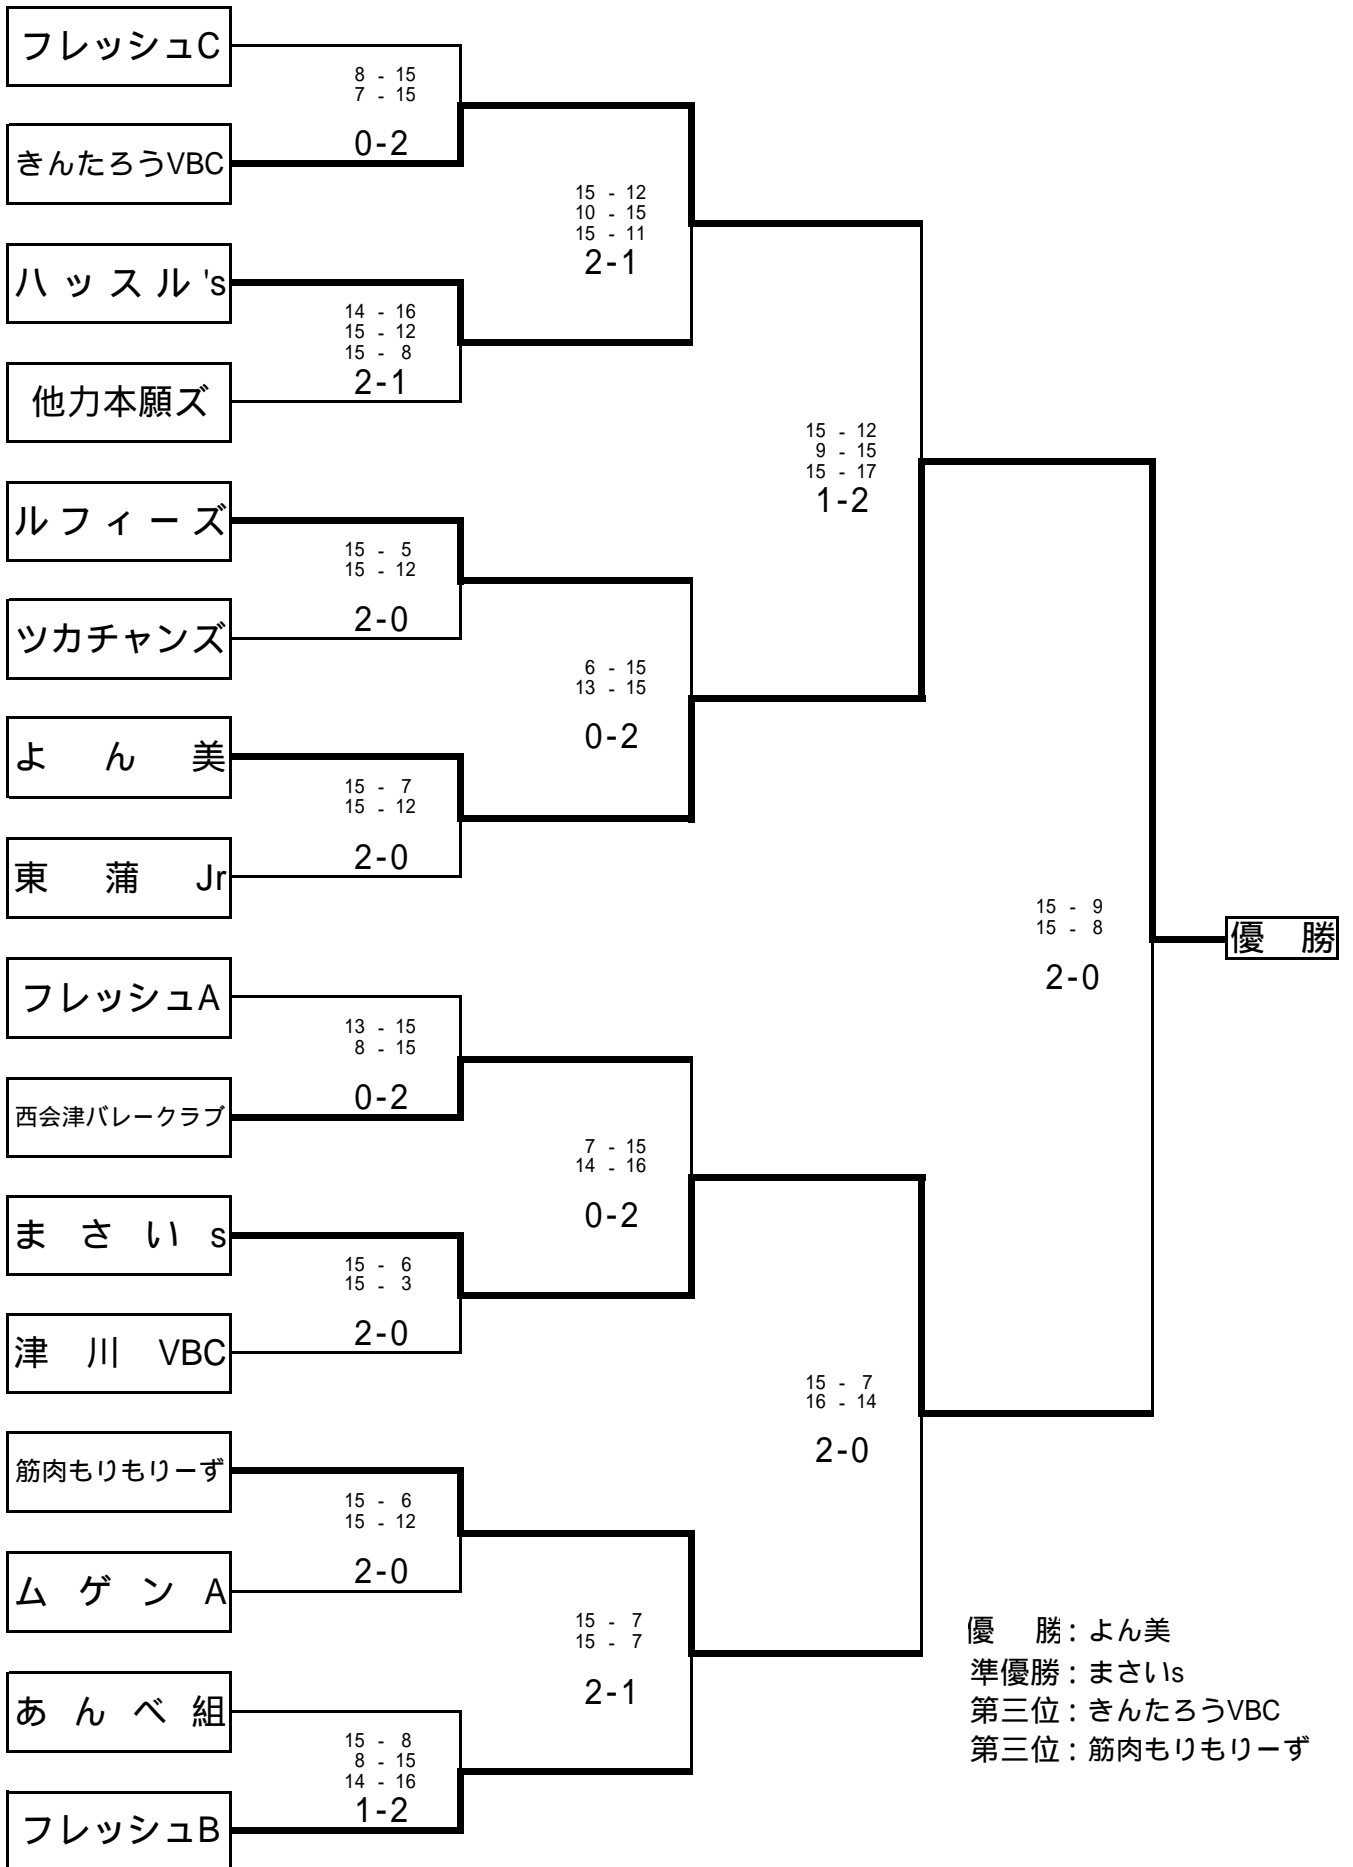 フレッシュC
8 - 15
7 - 15
0-2
きんたろうVBC
15 - 12
10 - 15
15 - 11
2-1
ハッスル's
14 - 16
15 - 12
15 - 8
2-1
他力本願ズ
15 - 12
9 - 15
15 - 17
1-2
ルフィーズ
15 - 5
15 - 12
2-0
ツカチャンズ
6 - 15
13 - 15
0-2
よん美
15 - 7
15 - 12
2-0
東蒲Jr
15 - 9
15 - 8
2-0
優勝
フレッシュA
13 - 15
8 - 15
0-2
西会津バレークラブ
7 - 15
14 - 16
0-2
まさいs
15 - 6
15 - 3
2-0
津川VBC
15 - 7
16 - 14
2-0
筋肉もりもりーず
15 - 6
15 - 12
2-0
ムゲンA
15 - 7
15 - 7
2-1
あんべ組
15 - 8
8 - 15
14 - 16
1-2
フレッシュB
優　勝：よん美
準優勝：まさいs
第三位：きんたろうVBC
第三位：筋肉もりもりーず